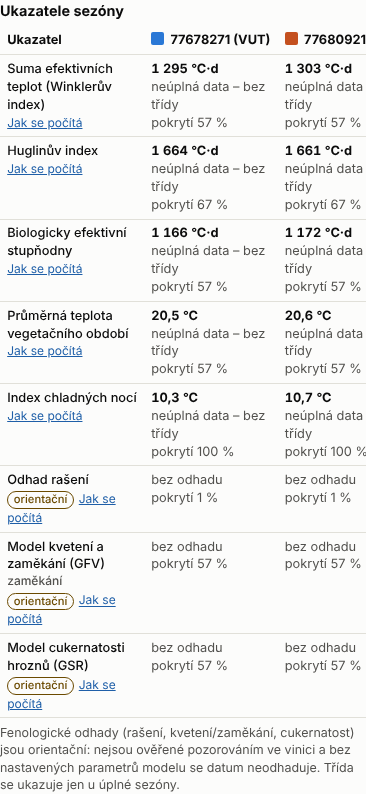 Ukazatele sezóny
Ukazatel 77678271 (VUT) 77680921
Suma efektivních 1 295 °C·d 1 303 °C·d
teplot (Winklerův neúplná data – bez neúplná data
index) třídy třídy
Jak se počítá pokrytí 57 % pokrytí 57 %
Huglinův index 1 664 °C·d 1 661 °C·d
Jak se počítá neúplná data – bez neúplná data
třídy třídy
pokrytí 67 % pokrytí 67 %
Biologicky efektivní 1 166 °C·d 1 172 °C·d
stupňodny neúplná data – bez neúplná data
Jak se počítá třídy třídy
pokrytí 57 % pokrytí 57 %
Průměrná teplota 20,5 °C 20,6 °C
vegetačního období neúplná data – bez neúplná data
Jak se počítá třídy třídy
pokrytí 57 % pokrytí 57 %
Index chladných nocí 10,3 °C 10,7 °C
Jak se počítá neúplná data – bez neúplná data
třídy třídy
pokrytí 100 % pokrytí 100 %
Odhad rašení bez odhadu bez odhadu
orientační Jak se pokrytí 1 % pokrytí 1 %
počítá
Model kvetení a bez odhadu bez odhadu
zaměkání (GFV) pokrytí 57 % pokrytí 57 %
zaměkání
orientační Jak se
počítá
Model cukernatosti bez odhadu bez odhadu
hroznů (GSR) pokrytí 57 % pokrytí 57 %
orientační Jak se
počítá
Fenologické odhady (rašení, kvetení/zaměkání, cukernatost)
jsou orientační: nejsou ověřené pozorováním ve vinici a bez
nastavených parametrů modelu se datum neodhaduje. Třída
se ukazuje jen u úplné sezóny.